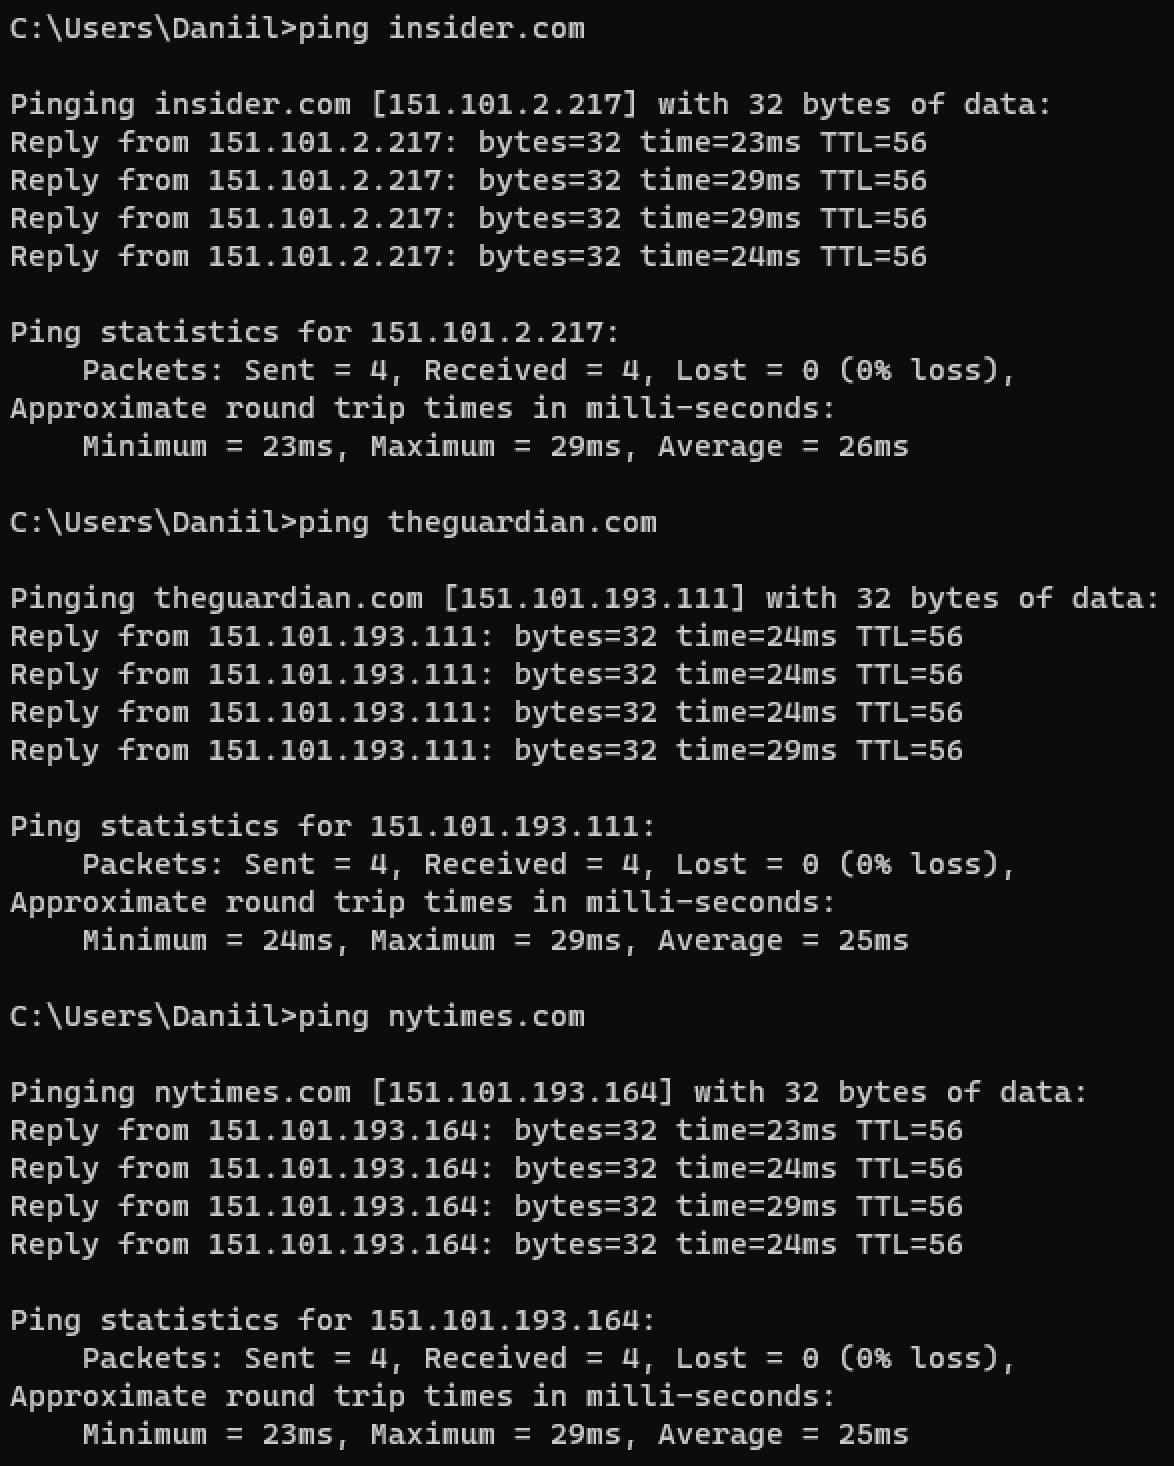 C:\Users\Daniil>ping insider.com
Pinging insider.com [151.101.2.217] with 32 bytes of data:
Reply from 151.101.2.217: bytes=32 time=23ms TTL=56
Reply from 151.101.2.217: bytes=32 time=29ms TTL=56
Reply from 151.101.2.217: bytes=32 time=29ms TTL=56
Reply from 151.101.2.217: bytes=32 time=24ms TTL=56
Ping statistics for 151.101.2.217:
    Packets: Sent = 4, Received = 4, Lost = 0 (0% loss),
Approximate round trip times in milli-seconds:
    Minimum = 23ms, Maximum = 29ms, Average = 26ms
C:\Users\Daniil>ping theguardian.com
Pinging theguardian.com [151.101.193.111] with 32 bytes of data:
Reply from 151.101.193.111: bytes=32 time=24ms TTL=56
Reply from 151.101.193.111: bytes=32 time=24ms TTL=56
Reply from 151.101.193.111: bytes=32 time=24ms TTL=56
Reply from 151.101.193.111: bytes=32 time=29ms TTL=56
Ping statistics for 151.101.193.111:
    Packets: Sent = 4, Received = 4, Lost = 0 (0% loss),
Approximate round trip times in milli-seconds:
    Minimum = 24ms, Maximum = 29ms, Average = 25ms
C:\Users\Daniil>ping nytimes.com
Pinging nytimes.com [151.101.193.164] with 32 bytes of data:
Reply from 151.101.193.164: bytes=32 time=23ms TTL=56
Reply from 151.101.193.164: bytes=32 time=24ms TTL=56
Reply from 151.101.193.164: bytes=32 time=29ms TTL=56
Reply from 151.101.193.164: bytes=32 time=24ms TTL=56
Ping statistics for 151.101.193.164:
    Packets: Sent = 4, Received = 4, Lost = 0 (0% loss),
Approximate round trip times in milli-seconds:
    Minimum = 23ms, Maximum = 29ms, Average = 25ms